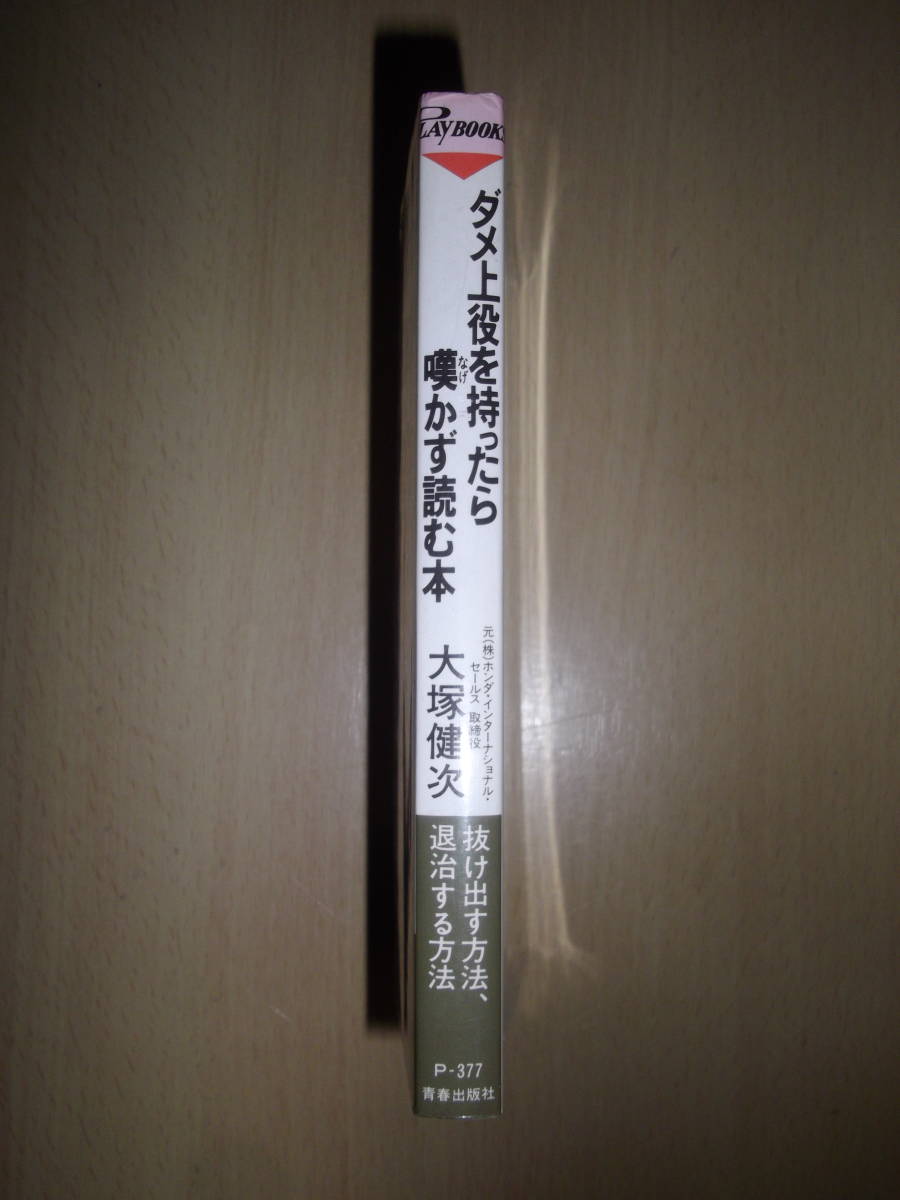 PLAYBOOKS
ダメ上役を持ったら
嘆かず読む本
なげ
元(株)ホンダ・インターナショナル・
セールス 取締役
大塚健次
抜け出す方法、
退治する方法
P-377
青春出版社